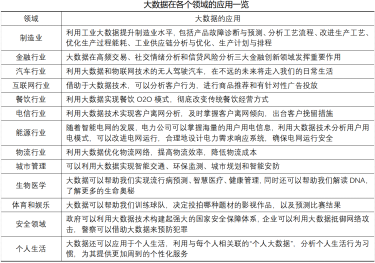 大数据在各个领域的应用一览
领域
大数据的应用
制造业
利用工业大数据提升制造业水平，包括产品故障诊断与预测、分析工艺流程、改进生产工艺、
优化生产过程能耗、工业供应链分析与优化、生产计划与排程
金融行业
大数据在高频交易、社交情绪分析和信贷风险分析三大金融创新领域发挥重要作用
汽车行业
利用大数据和物联网技术的无人驾驶汽车，在不远的未来将走入我们的日常生活
互联网行业
借助于大数据技术，可以分析客户行为，进行商品推荐和有针对性广告投放
餐饮行业
利用大数据实现餐饮 O2O 模式，彻底改变传统餐饮经营方式
电信行业
利用大数据技术实现客户离网分析，及时掌握客户离网倾向，出台客户挽留措施
能源行业
随着智能电网的发展，电力公司可以掌握海量的用户用电信息，利用大数据技术分析用户用
电模式，可以改进电网运行，合理地设计电力需求响应系统，确保电网运行安全
物流行业
利用大数据优化物流网络，提高物流效率，降低物流成本
城市管理
可以利用大数据实现智能交通、环保监测、城市规划和智能安防
生物医学
大数据可以帮助我们实现流行病预测、智慧医疗、健康管理，同时还可以帮助我们解读DNA，
了解更多的生命奥秘
体育和娱乐
大数据可以帮助我们训练球队，决定投拍哪种题材的影视作品，以及预测比赛结果
安全领域
政府可以利用大数据技术构建起强大的国家安全保障体系，企业可以利用大数据抵御网络攻
击，警察可以借助大数据来预防犯罪
个人生活
大数据还可以应用于个人生活，利用与每个人相关联的“个人大数据”，分析个人生活行为习
惯，为其提供更加周到的个性化服务